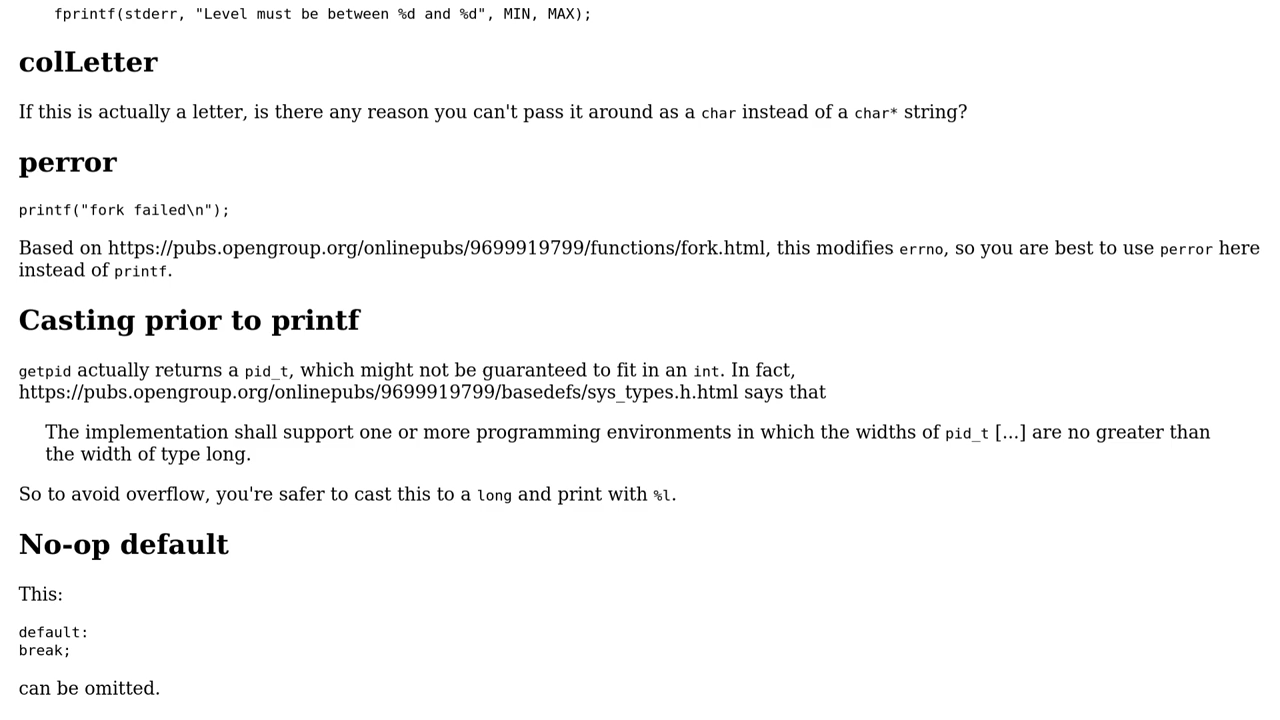 fprintf(stderr, "Level must be between %d and %d", MIN, MAX);
colLetter
If this is actually a letter, is there any reason you can't pass it around as a char instead of a char* string?
perror
printf("fork failed\n");
Based on https://pubs.opengroup.org/onlinepubs/9699919799/functions/fork.html, this modifies errno, so you are best to use perror here
instead of printf.
Casting prior to printf
getpid actually returns a pid_t, which might not be guaranteed to fit in an int. In fact,
https://pubs.opengroup.org/onlinepubs/9699919799/basedefs/sys_types.h.html says that
The implementation shall support one or more programming environments in which the widths of pid_t [...] are no greater than
the width of type long.
So to avoid overflow, you're safer to cast this to a long and print with %l.
No-op default
This:
default:
break;
can be omitted.